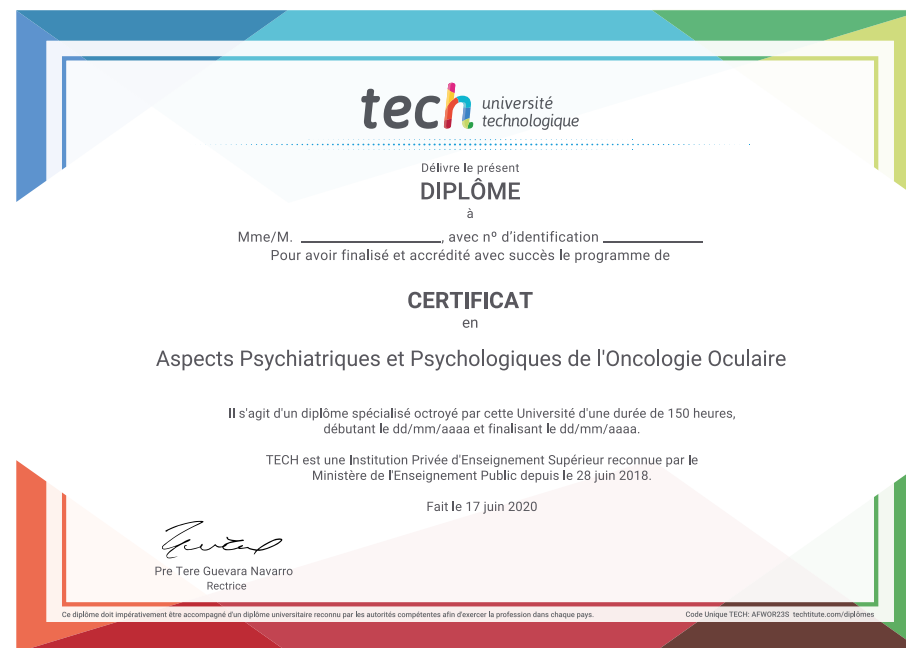 tech université
technologique
Délivre le présent
DIPLÔME
à
Mme/M. ____________________, avec nº d'identification ______________
Pour avoir finalisé et accrédité avec succès le programme de
CERTIFICAT
en
Aspects Psychiatriques et Psychologiques de l'Oncologie Oculaire
Il s'agit d'un diplôme spécialisé octroyé par cette Université d'une durée de 150 heures,
débutant le dd/mm/aaaa et finalisant le dd/mm/aaaa.
TECH est une Institution Privée d'Enseignement Supérieur reconnue par le
Ministère de l'Enseignement Public depuis le 28 juin 2018.
Fait le 17 juin 2020
Pre Tere Guevara Navarro
Rectrice
Ce diplôme doit impérativement être accompagné d'un diplôme universitaire reconnu par les autorités compétentes afin d'exercer la profession dans chaque pays.
Code Unique TECH: AFWOR23S techtitute.com/diplômes